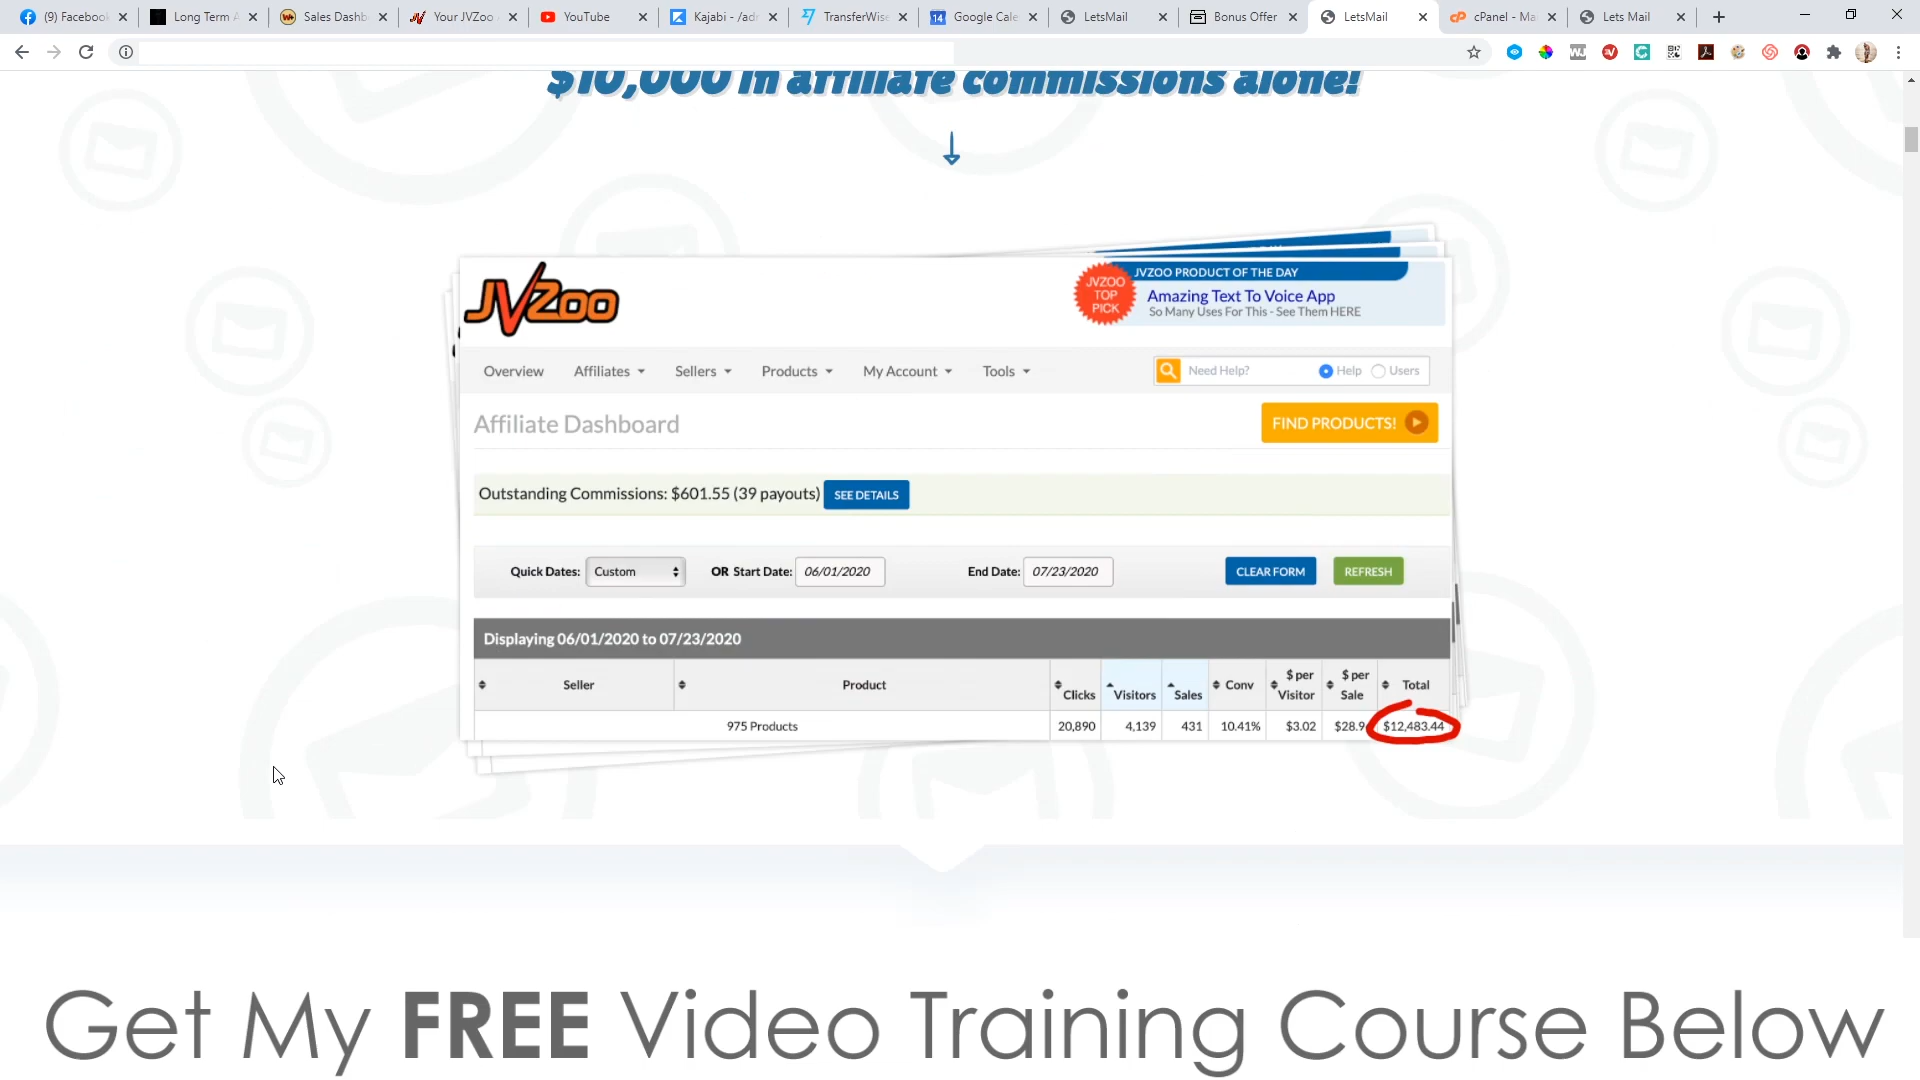 (9) Facebook
Long Term A
Sales Dashb
Your JVZoo
YouTube
Kajabi - /adm
TransferWise
14
Google Cale
LetsMail
Bonus Offer
LetsMail
cP
cPanel - Ma
Lets Mail
$10,000 in affiliate commissions alone!
JVZoo
JVZOO TOP PICK
JVZOO PRODUCT OF THE DAY
Amazing Text To Voice App
So Many Uses For This - See Them HERE
Overview Affiliates Sellers Products My Account Tools
Need Help? Help Users
Affiliate Dashboard
FIND PRODUCTS!
Outstanding Commissions: $601.55 (39 payouts) SEE DETAILS
Quick Dates: Custom OR Start Date: 06/01/2020 End Date: 07/23/2020 CLEAR FORM REFRESH
Displaying 06/01/2020 to 07/23/2020
Seller Product Clicks Visitors Sales Conv $ per Visitor $ per Sale Total
975 Products 20,890 4,139 431 10.41% $3.02 $28.9 $12,483.44
Get My FREE Video Training Course Below